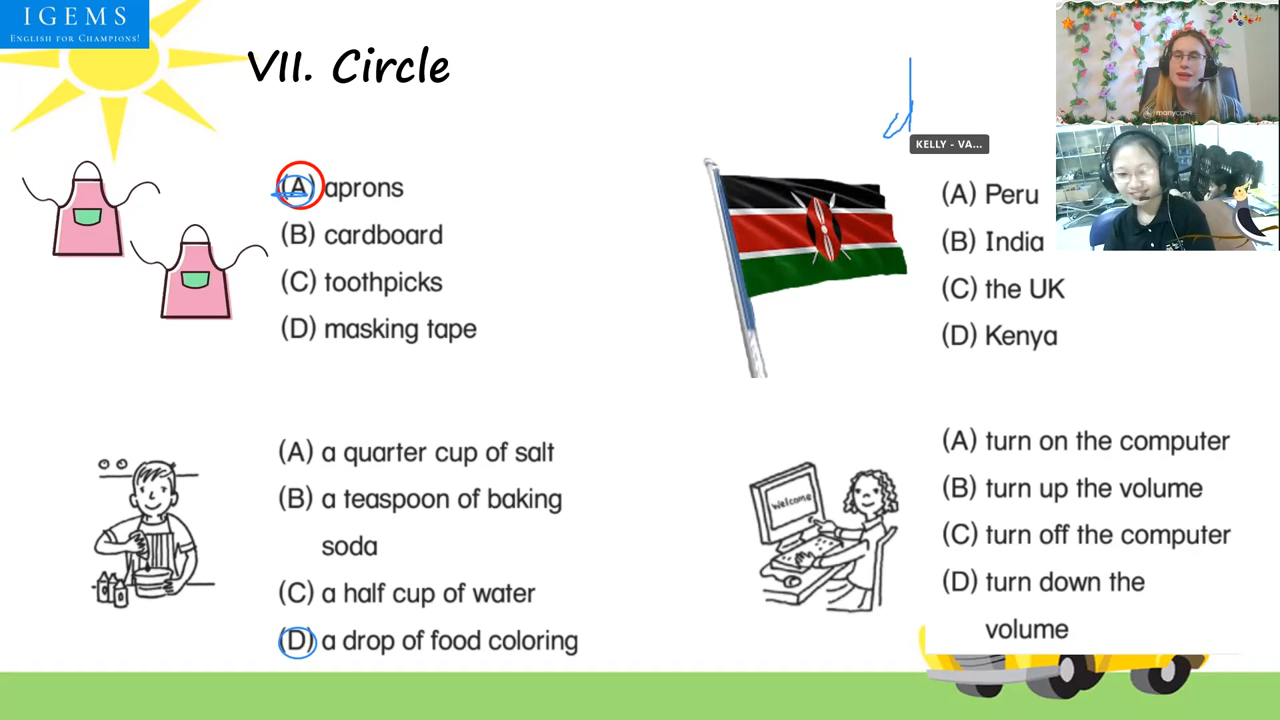 IGEMS
ENGLISH FOR CHAMPIONS!
VII. Circle
(A) aprons
(B) cardboard
(C) toothpicks
(D) masking tape
d
KELLY - VA...
(A) Peru
(B) India
(C) the UK
(D) Kenya
manycam
(A) a quarter cup of salt
(B) a teaspoon of baking
soda
(C) a half cup of water
(D) a drop of food coloring
Welcome
(A) turn on the computer
(B) turn up the volume
(C) turn off the computer
(D) turn down the
volume